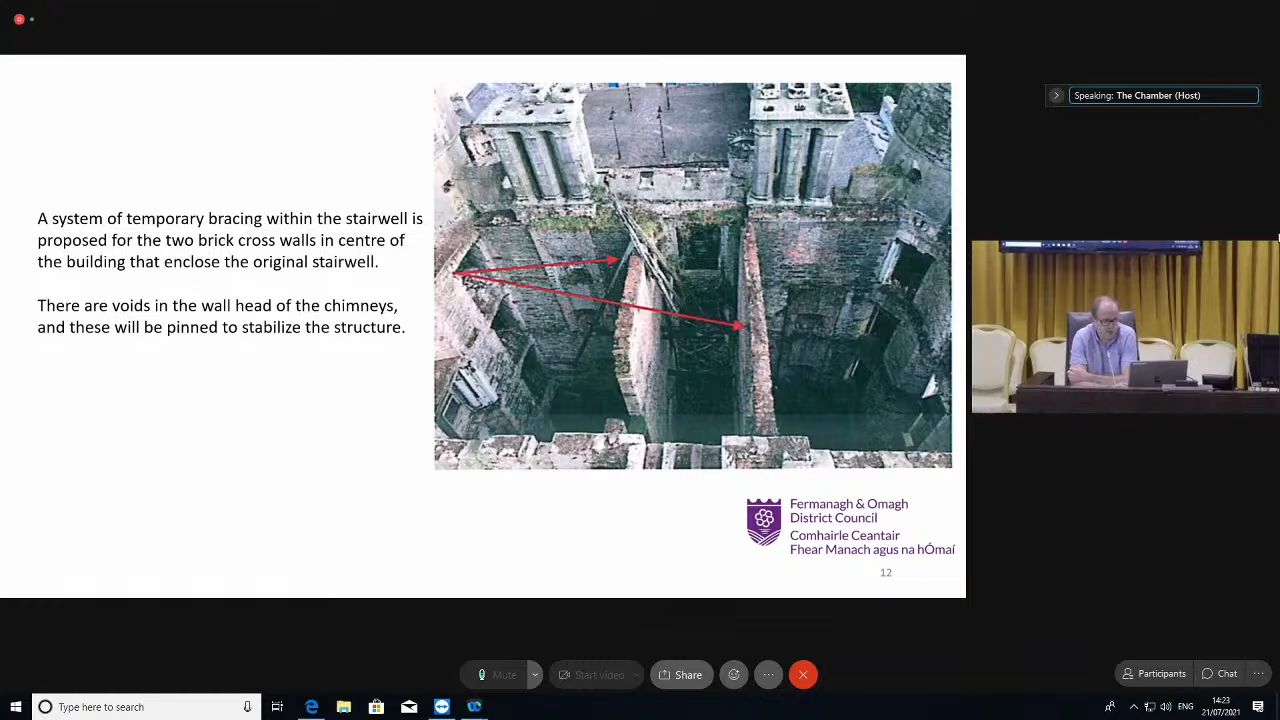 Speaking: The Chamber (Host)
A system of temporary bracing within the stairwell is
proposed for the two brick cross walls in centre of
the building that enclose the original stairwell.
There are voids in the wall head of the chimneys,
and these will be pinned to stabilize the structure.
Fermanagh & Omagh
District Council
Comhairle Ceantair
Fhear Manach agus na hÓmaí
12
Mute
Start video
Share
Participants
Chat
Type here to search
ENG
14:23
21/07/2021